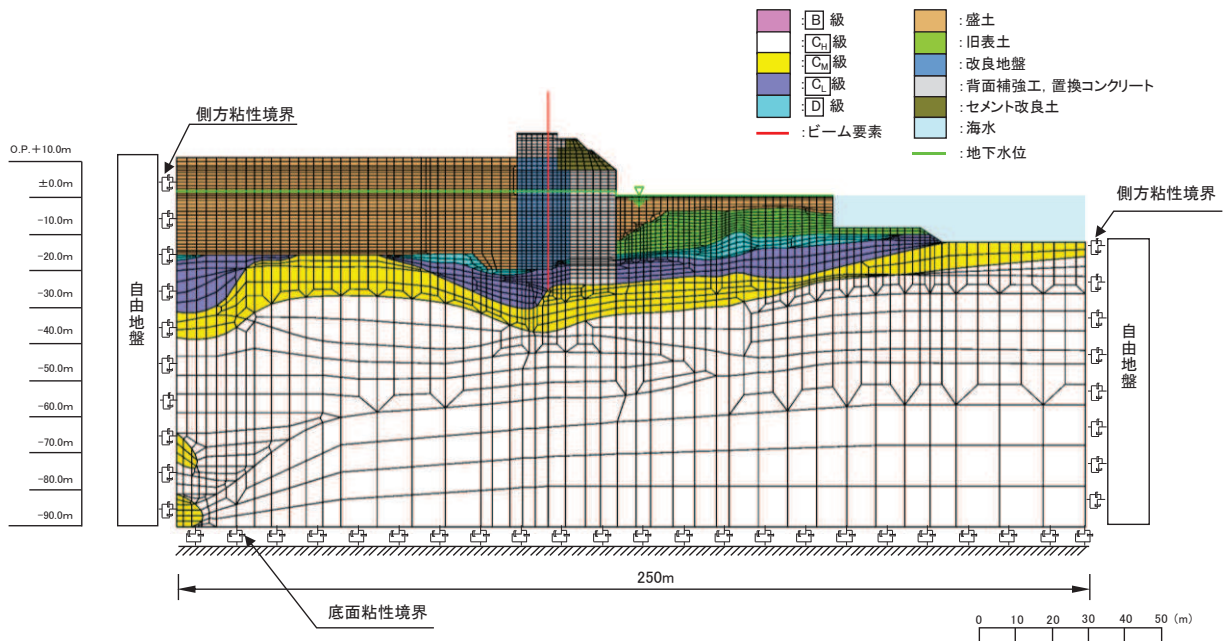 :B 級
:CH級
:CM級
:CL級
:D 級
:ビーム要素
:盛土
:旧表土
:改良地盤
:背面補強工, 置換コンクリート
:セメント改良土
:海水
:地下水位
側方粘性境界
側方粘性境界
O.P.+10.0m
±0.0m
-10.0m
-20.0m
-30.0m
-40.0m
-50.0m
-60.0m
-70.0m
-80.0m
-90.0m
自由地盤
自由地盤
250m
底面粘性境界
0 10 20 30 40 50 (m)